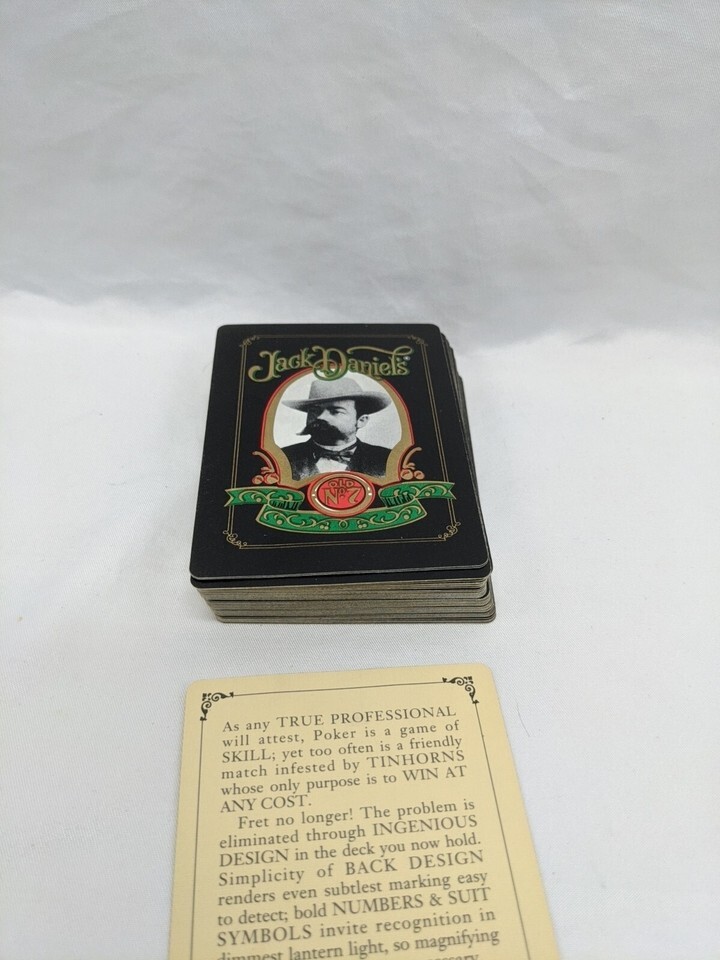 Jack Daniel's
OLD
No 7
As any TRUE PROFESSIONAL
will attest, Poker is a game of
SKILL; yet too often is a friendly
match infested by TINHORNS
whose only purpose is to WIN AT
ANY COST.
Fret no longer! The problem is
eliminated through INGENIOUS
DESIGN in the deck you now hold.
Simplicity of BACK DESIGN
renders even subtlest marking easy
to detect; bold NUMBERS & SUIT
SYMBOLS invite recognition in
dimmest lantern light, so magnifying